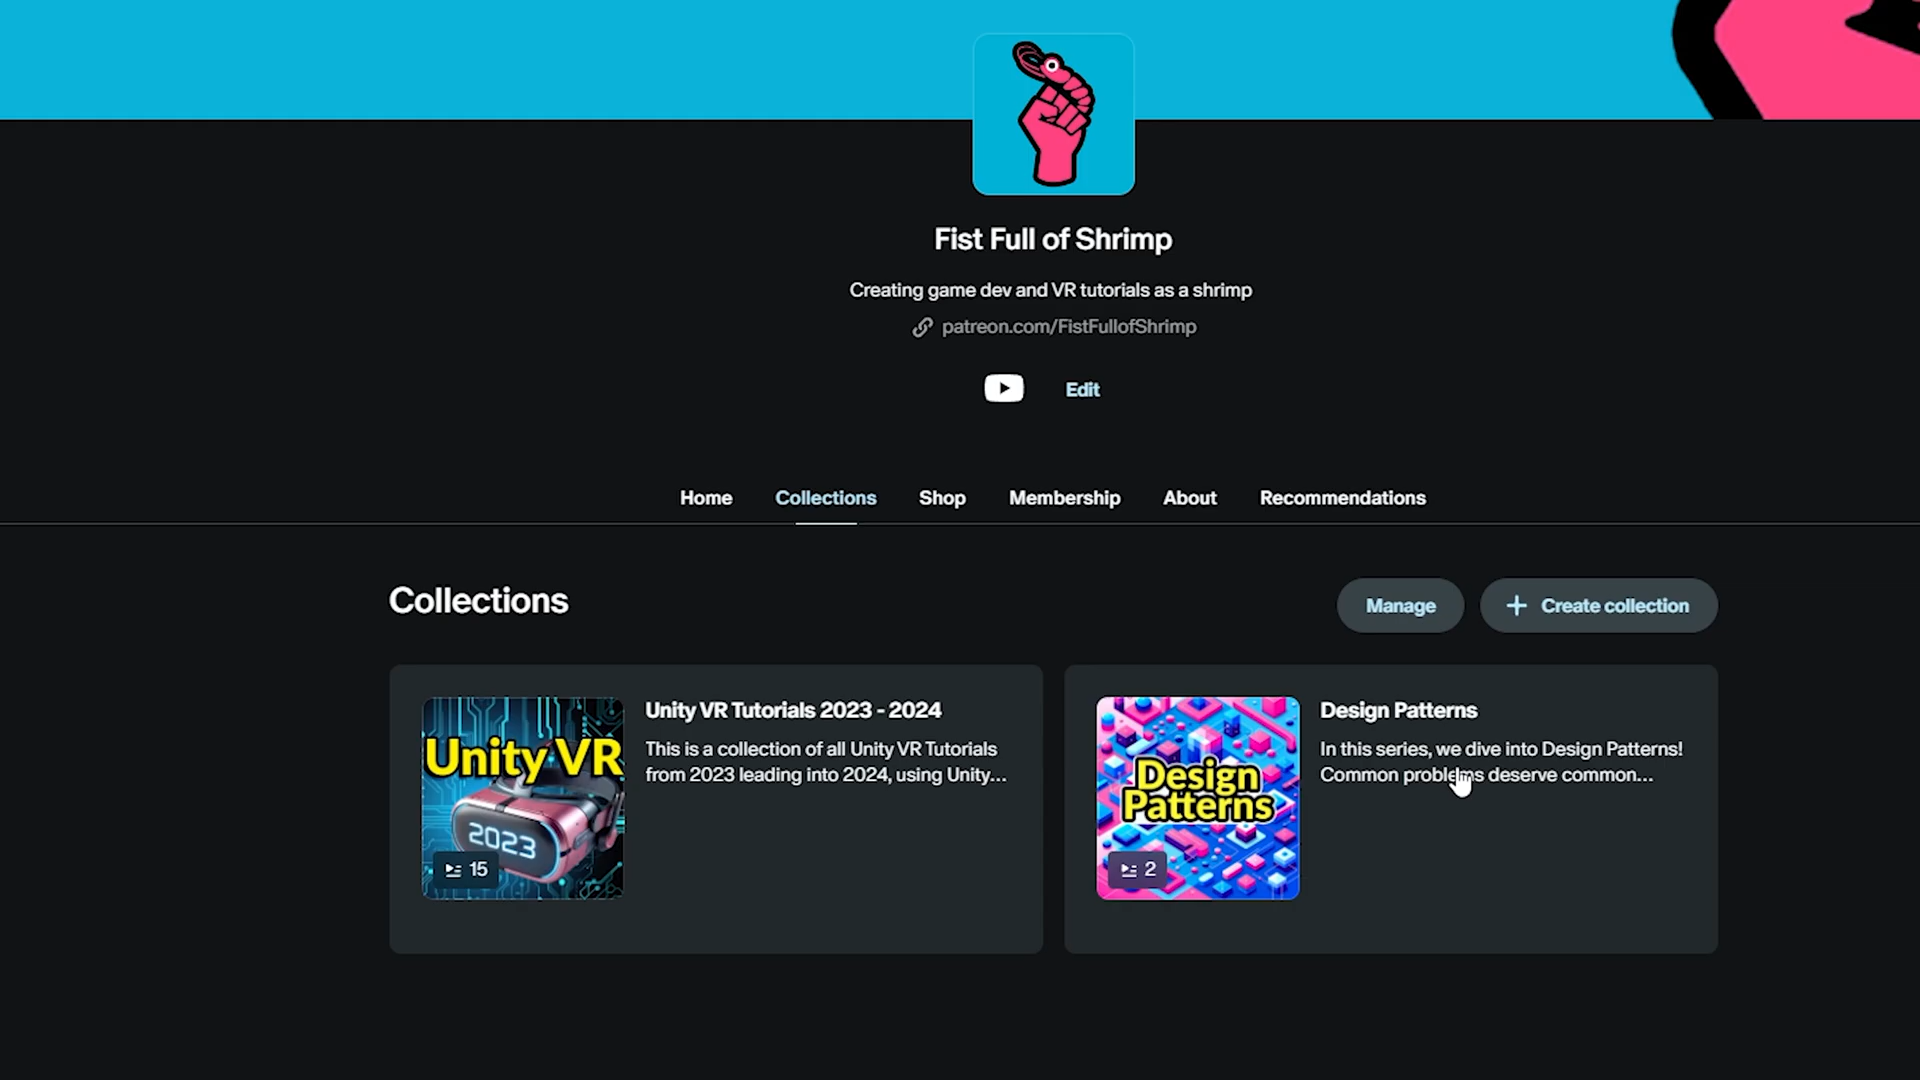 Fist Full of Shrimp
Creating game dev and VR tutorials as a shrimp
patreon.com/FistFullofShrimp
Edit
Home Collections Shop Membership About Recommendations
Collections
Manage
+ Create collection
Unity VR
2023
15
Unity VR Tutorials 2023 - 2024
This is a collection of all Unity VR Tutorials
from 2023 leading into 2024, using Unity...
Design
Patterns
2
Design Patterns
In this series, we dive into Design Patterns!
Common problems deserve common...